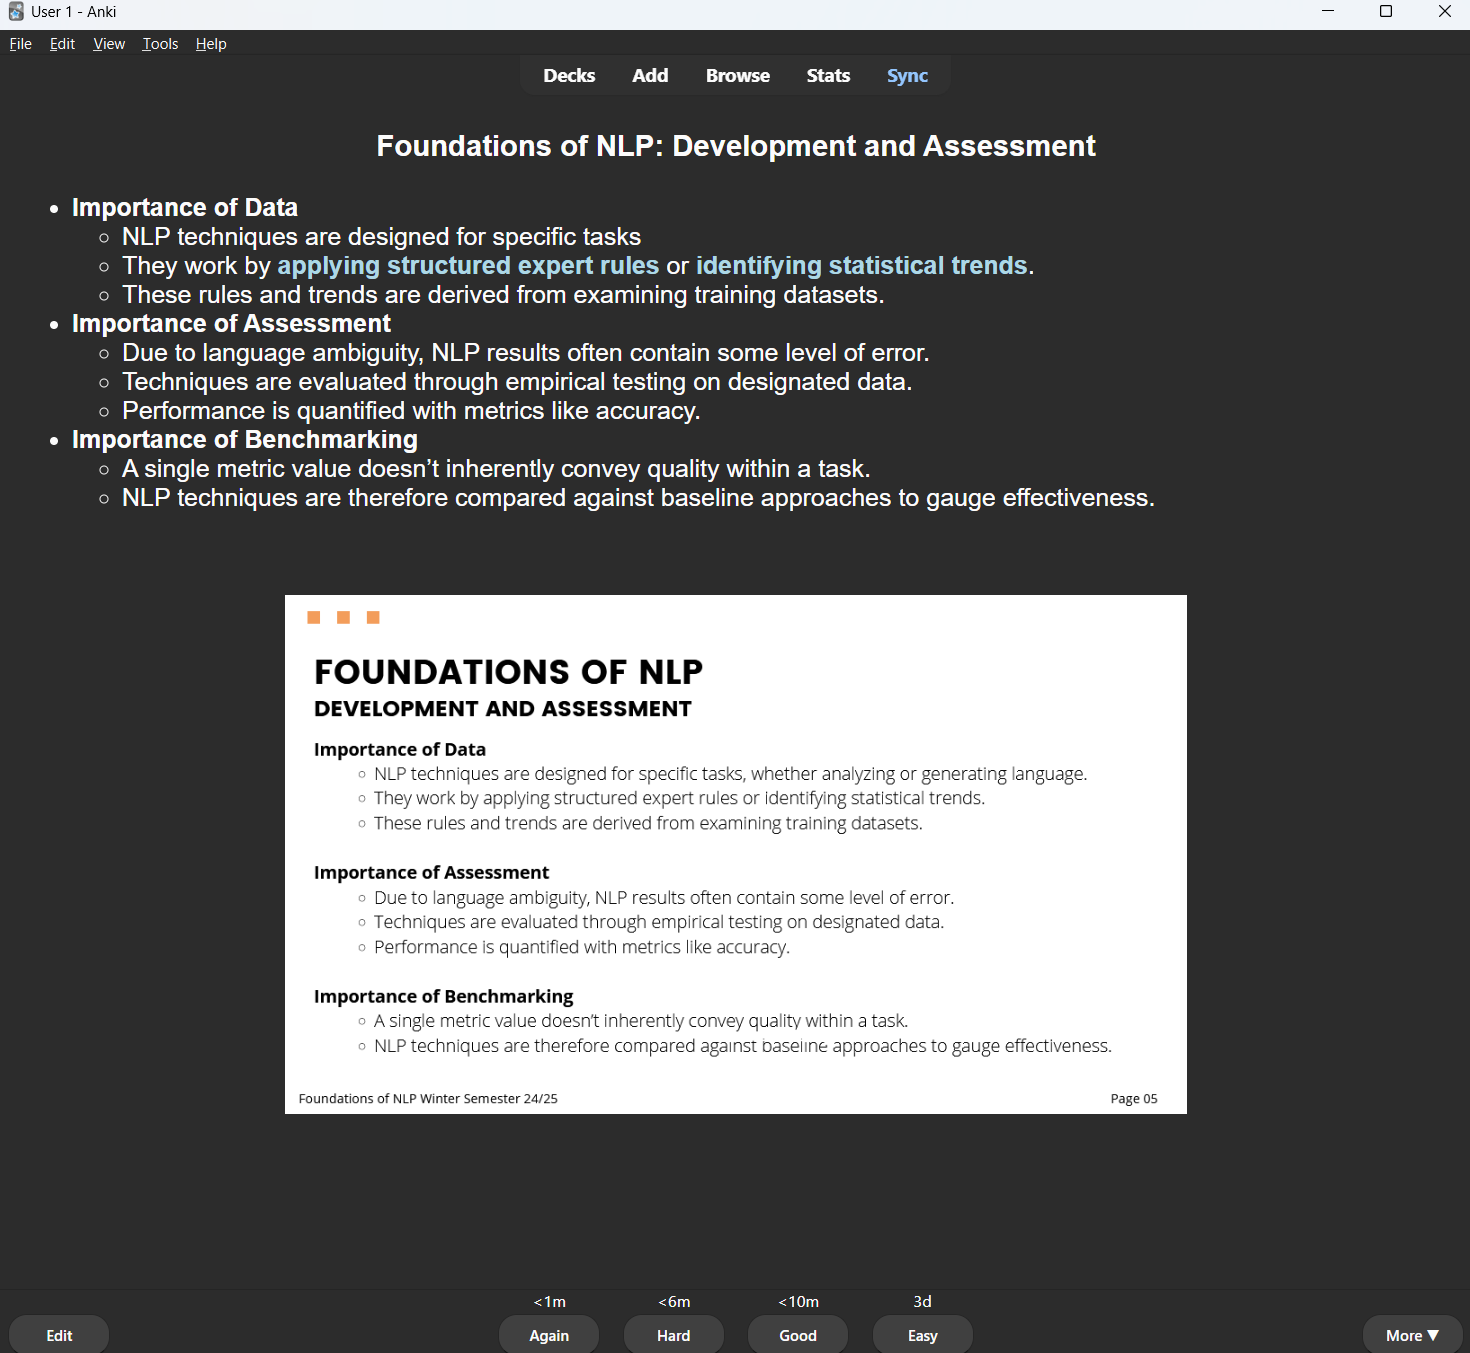 User 1 - Anki
File Edit View Tools Help
Decks Add Browse Stats Sync
Foundations of NLP: Development and Assessment
Importance of Data
NLP techniques are designed for specific tasks
They work by applying structured expert rules or identifying statistical trends.
These rules and trends are derived from examining training datasets.
Importance of Assessment
Due to language ambiguity, NLP results often contain some level of error.
Techniques are evaluated through empirical testing on designated data.
Performance is quantified with metrics like accuracy.
Importance of Benchmarking
A single metric value doesn’t inherently convey quality within a task.
NLP techniques are therefore compared against baseline approaches to gauge effectiveness.
FOUNDATIONS OF NLP
DEVELOPMENT AND ASSESSMENT
Importance of Data
NLP techniques are designed for specific tasks, whether analyzing or generating language.
They work by applying structured expert rules or identifying statistical trends.
These rules and trends are derived from examining training datasets.
Importance of Assessment
Due to language ambiguity, NLP results often contain some level of error.
Techniques are evaluated through empirical testing on designated data.
Performance is quantified with metrics like accuracy.
Importance of Benchmarking
A single metric value doesn’t inherently convey quality within a task.
NLP techniques are therefore compared against baseline approaches to gauge effectiveness.
Foundations of NLP Winter Semester 24/25 Page 05
<1m <6m <10m 3d
Edit Again Hard Good Easy More ▼